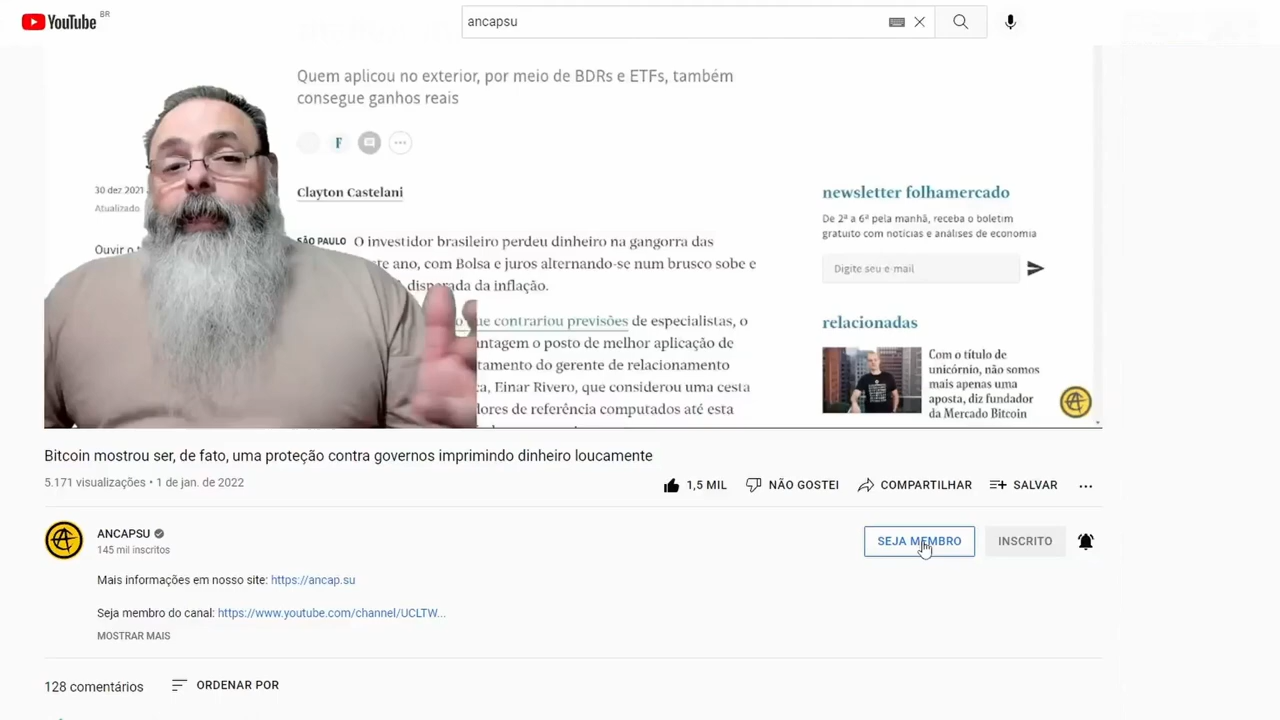 YouTube BR
ancapsu
Quem aplicou no exterior, por meio de BDRs e ETFs, também
consegue ganhos reais
F
30 dez 2021
Clayton Castelani
newsletter folhamercado
Atualizado
De 2ª a 6ª pela manhã, receba o boletim
gratuito com notícias e análises de economia
Ouvir o
SÃO PAULO O investidor brasileiro perdeu dinheiro na gangorra das
te ano, com Bolsa e juros alternando-se num brusco sobe e
disparada da inflação.
Digite seu e-mail
que contrariou previsões de especialistas, o
ntagem o posto de melhor aplicação de
tamento do gerente de relacionamento
a, Einar Rivero, que considerou uma cesta
lores de referência computados até esta
relacionadas
Com o título de
unicórnio, não somos
mais apenas uma
aposta, diz fundador
da Mercado Bitcoin
Bitcoin mostrou ser, de fato, uma proteção contra governos imprimindo dinheiro loucamente
5.171 visualizações • 1 de jan. de 2022
1,5 MIL NÃO GOSTEI COMPARTILHAR SALVAR
ANCAPSU
145 mil inscritos
SEJA MEMBRO INSCRITO
Mais informações em nosso site: https://ancap.su
Seja membro do canal: https://www.youtube.com/channel/UCLTW...
MOSTRAR MAIS
128 comentários ORDENAR POR